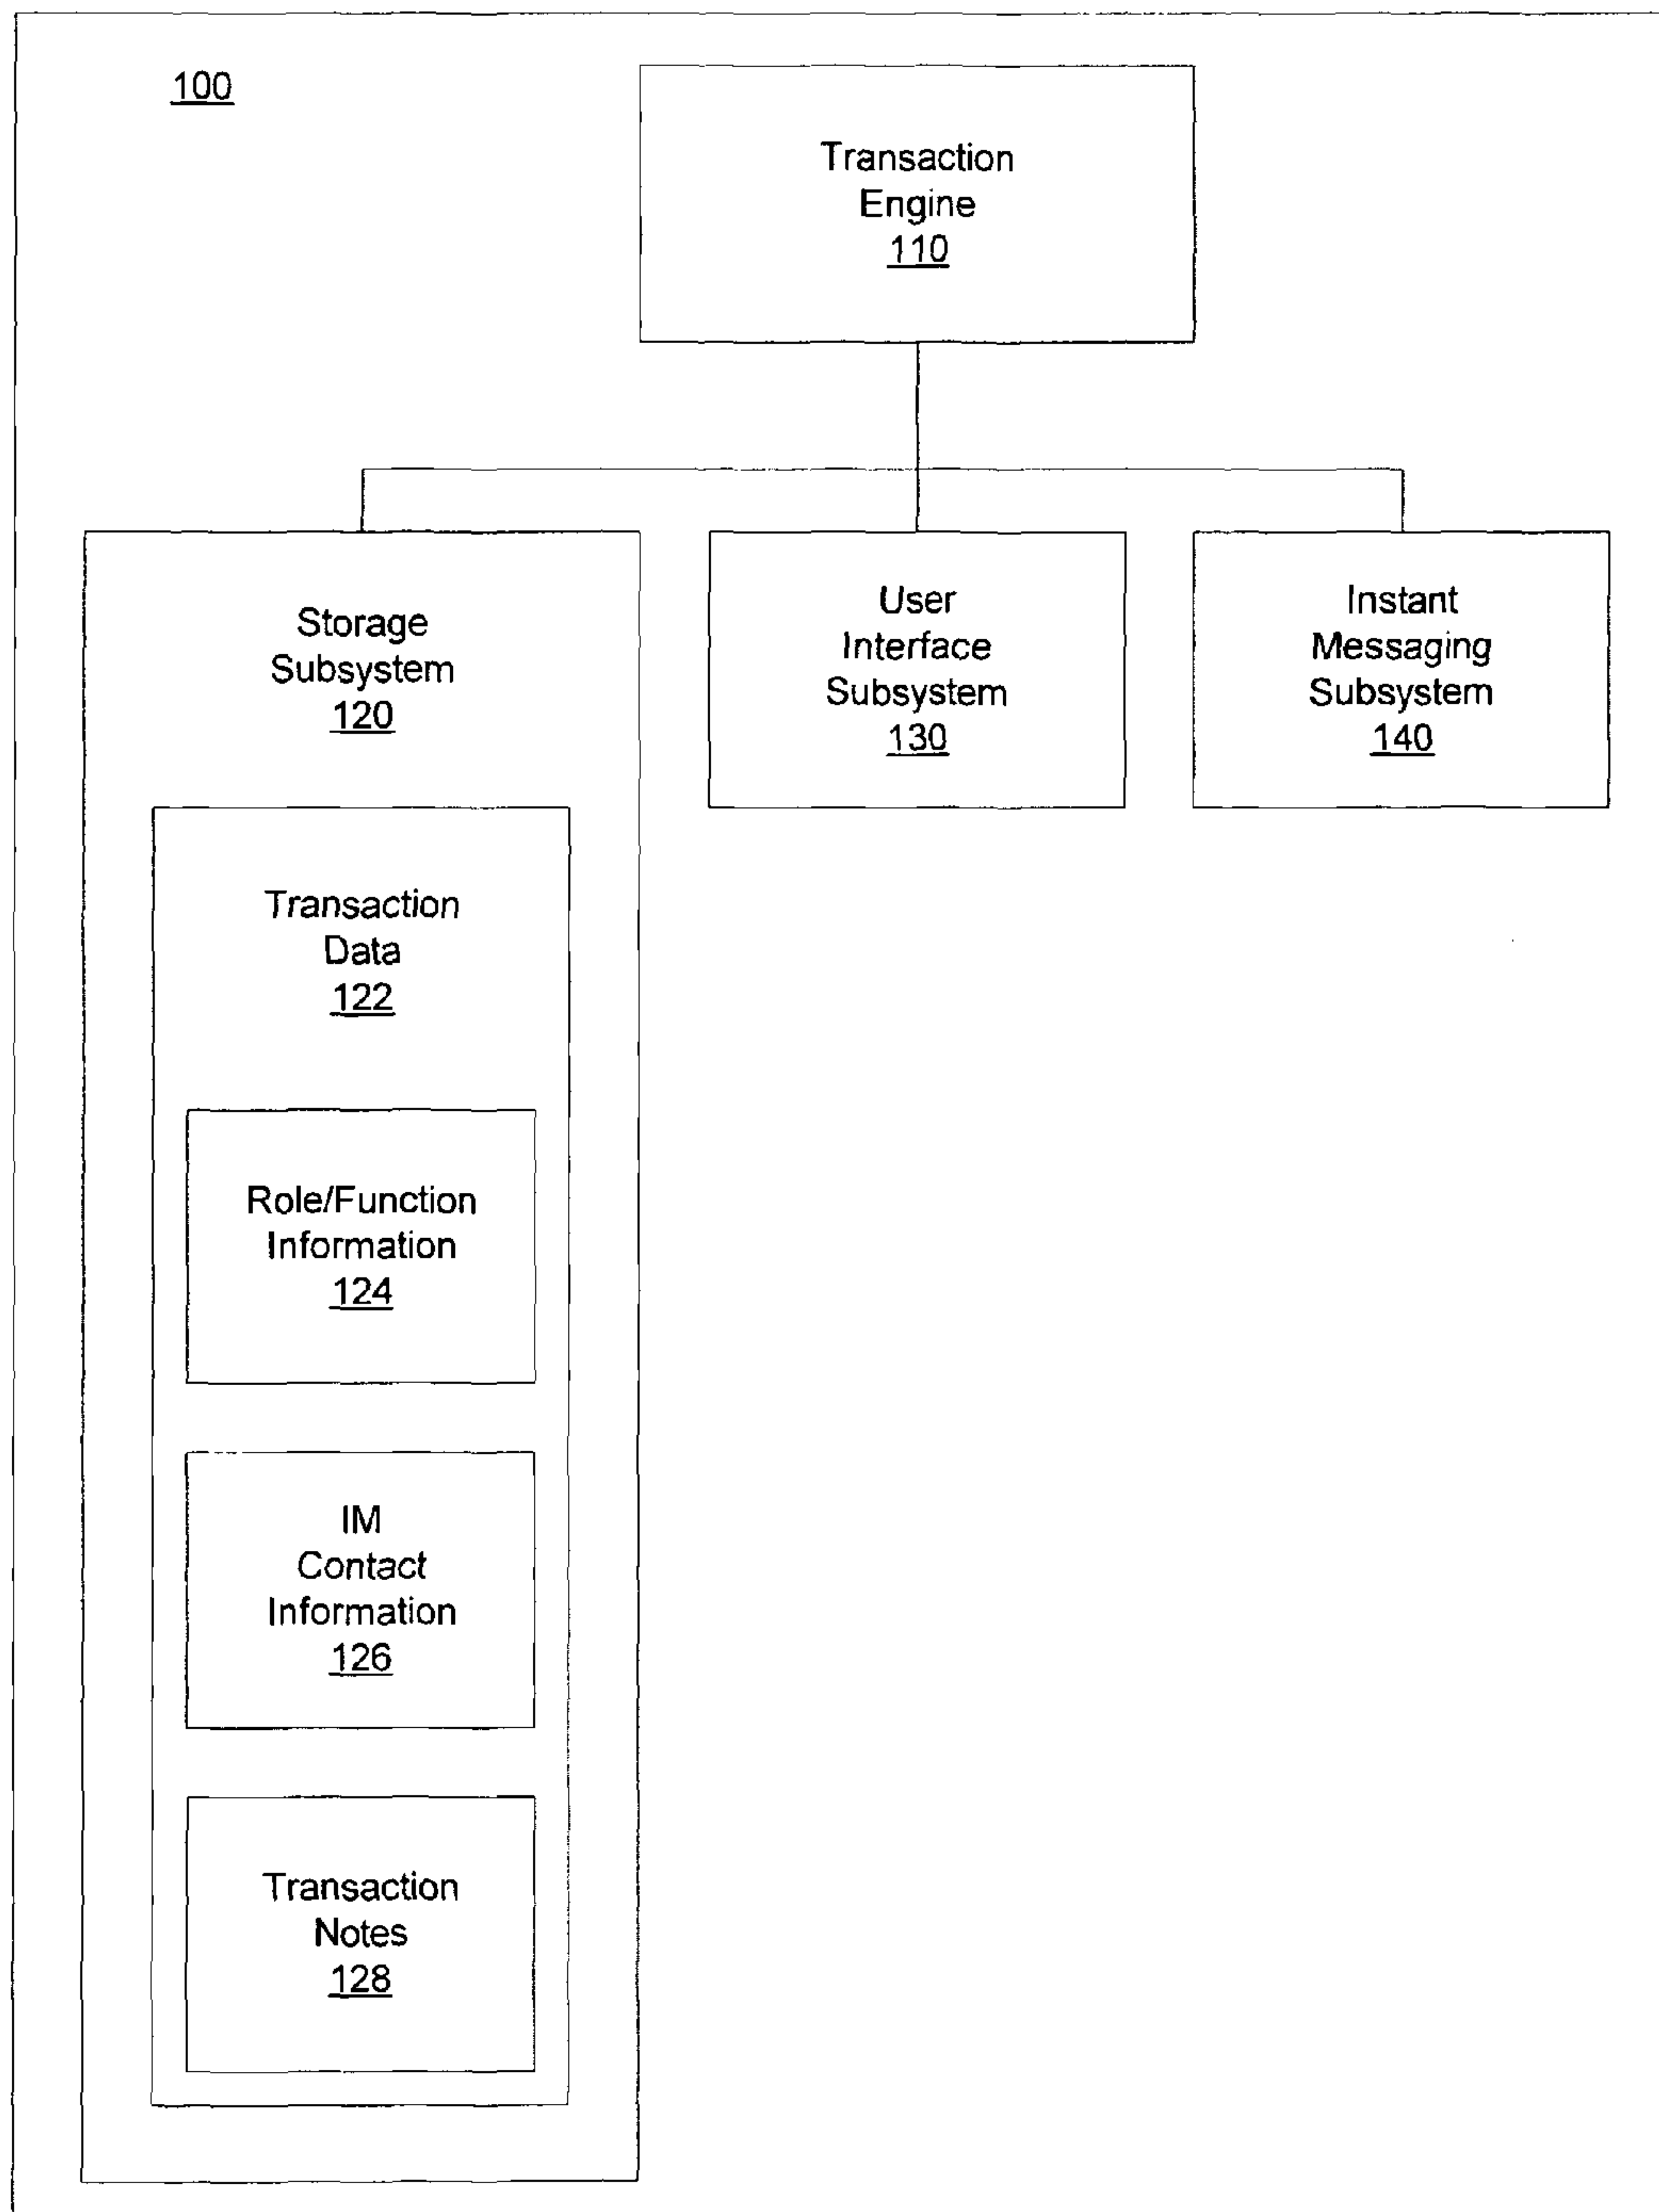 100
Transaction
Engine
110
Storage
Subsystem
120
User
Interface
Subsystem
130
Instant
Messaging
Subsystem
140
Transaction
Data
122
Role/Function
Information
124
IM
Contact
Information
126
Transaction
Notes
128